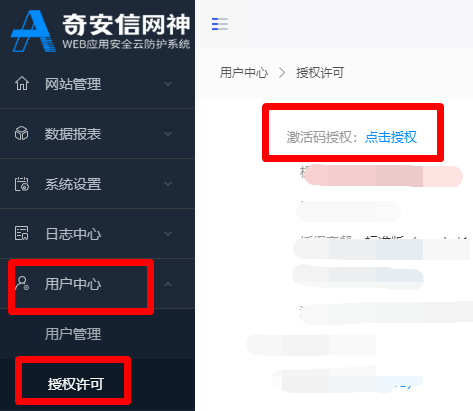 奇安信网神
WEB应用安全云防护系统
网站管理
数据报表
系统设置
日志中心
用户中心
用户管理
授权许可
用户中心 > 授权许可
激活码授权：点击授权